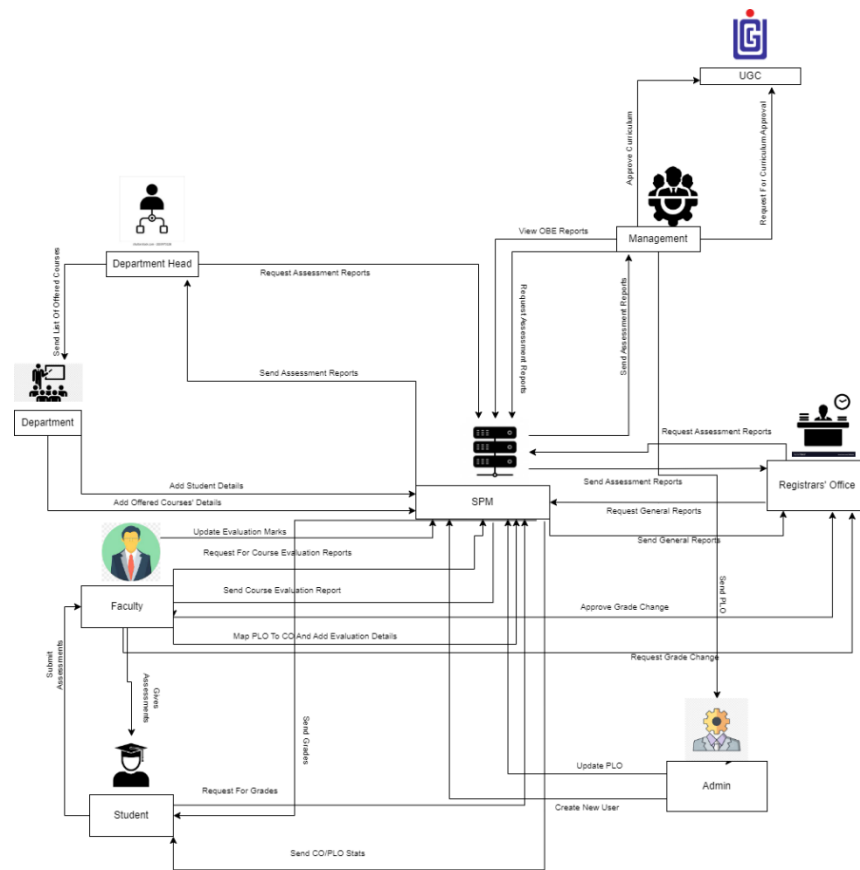 UGC
Approve Curriculum
Request For Curriculum Approval
View OBE Reports
Management
Department Head
Request Assessment Reports
Send List Of Offered Courses
Request Assessment Reports
Send Assessment Reports
Send Assessment Reports
Department
Request Assessment Reports
Registrars' Office
Send Assessment Reports
Add Student Details
SPM
Add Offered Courses' Details
Request General Reports
Update Evaluation Marks
Send General Reports
Request For Course Evaluation Reports
Send Course Evaluation Report
Send PLO
Faculty
Approve Grade Change
Map PLO To CO And Add Evaluation Details
Submit
Assessments
Request Grade Change
Gives
Assessments
Send Grades
Update PLO
Admin
Request For Grades
Create New User
Student
Send CO/PLO Stats